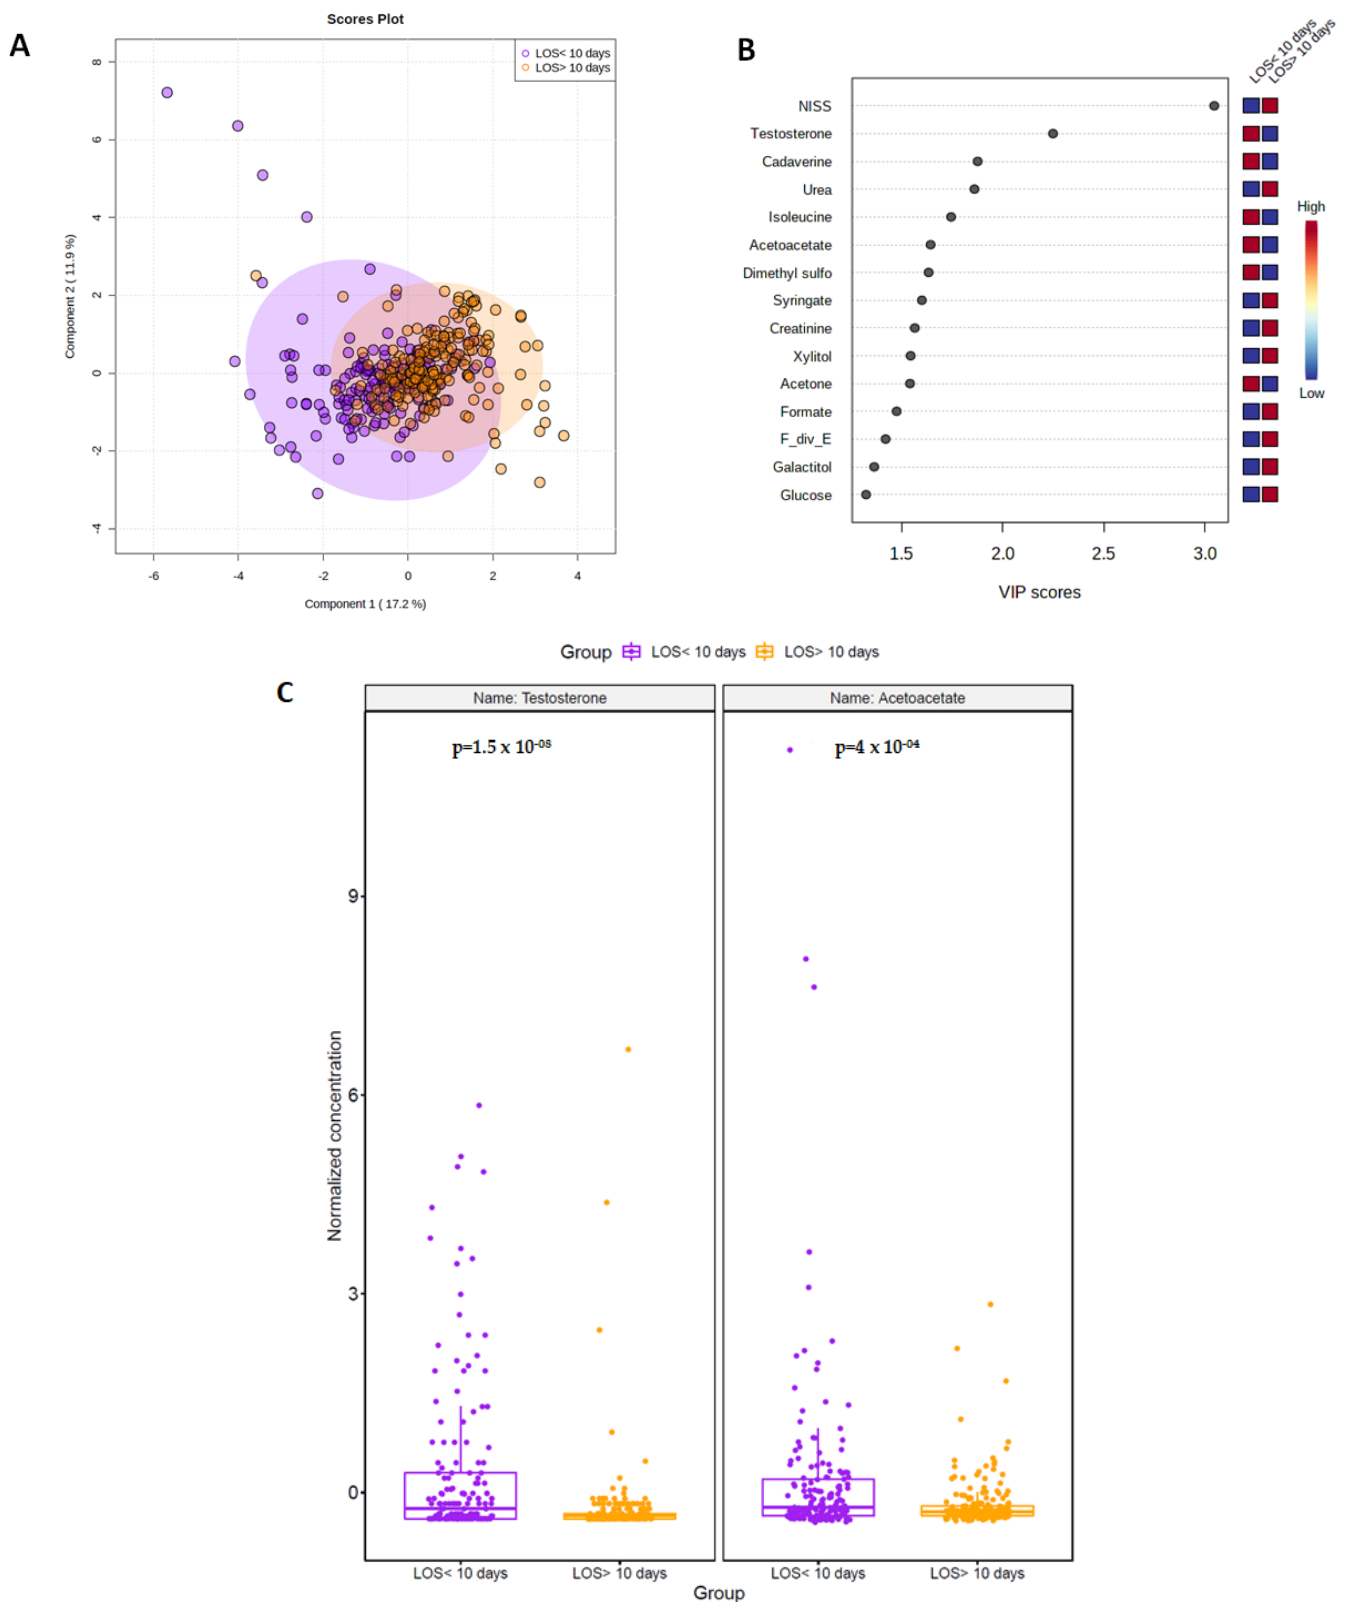 Scores Plot
A
LOS< 10 days
LOS> 10 days
8
6
4
2
0
-2
-4
Component 2 ( 11.9 %)
-6
-4
-2
0
2
4
Component 1 ( 17.2 %)
B
LOS< 10 days
LOS> 10 days
NISS
Testosterone
Cadaverine
Urea
Isoleucine
Acetoacetate
Dimethyl sulfo
Syringate
Creatinine
Xylitol
Acetone
Formate
F_div_E
Galactitol
Glucose
High
Low
1.5
2.0
2.5
3.0
VIP scores
Group LOS< 10 days LOS> 10 days
C
Name: Testosterone
Name: Acetoacetate
p=1.5 x 10-08
p=4 x 10-04
9
6
3
0
Normalized concentration
LOS< 10 days
LOS> 10 days
LOS< 10 days
LOS> 10 days
Group